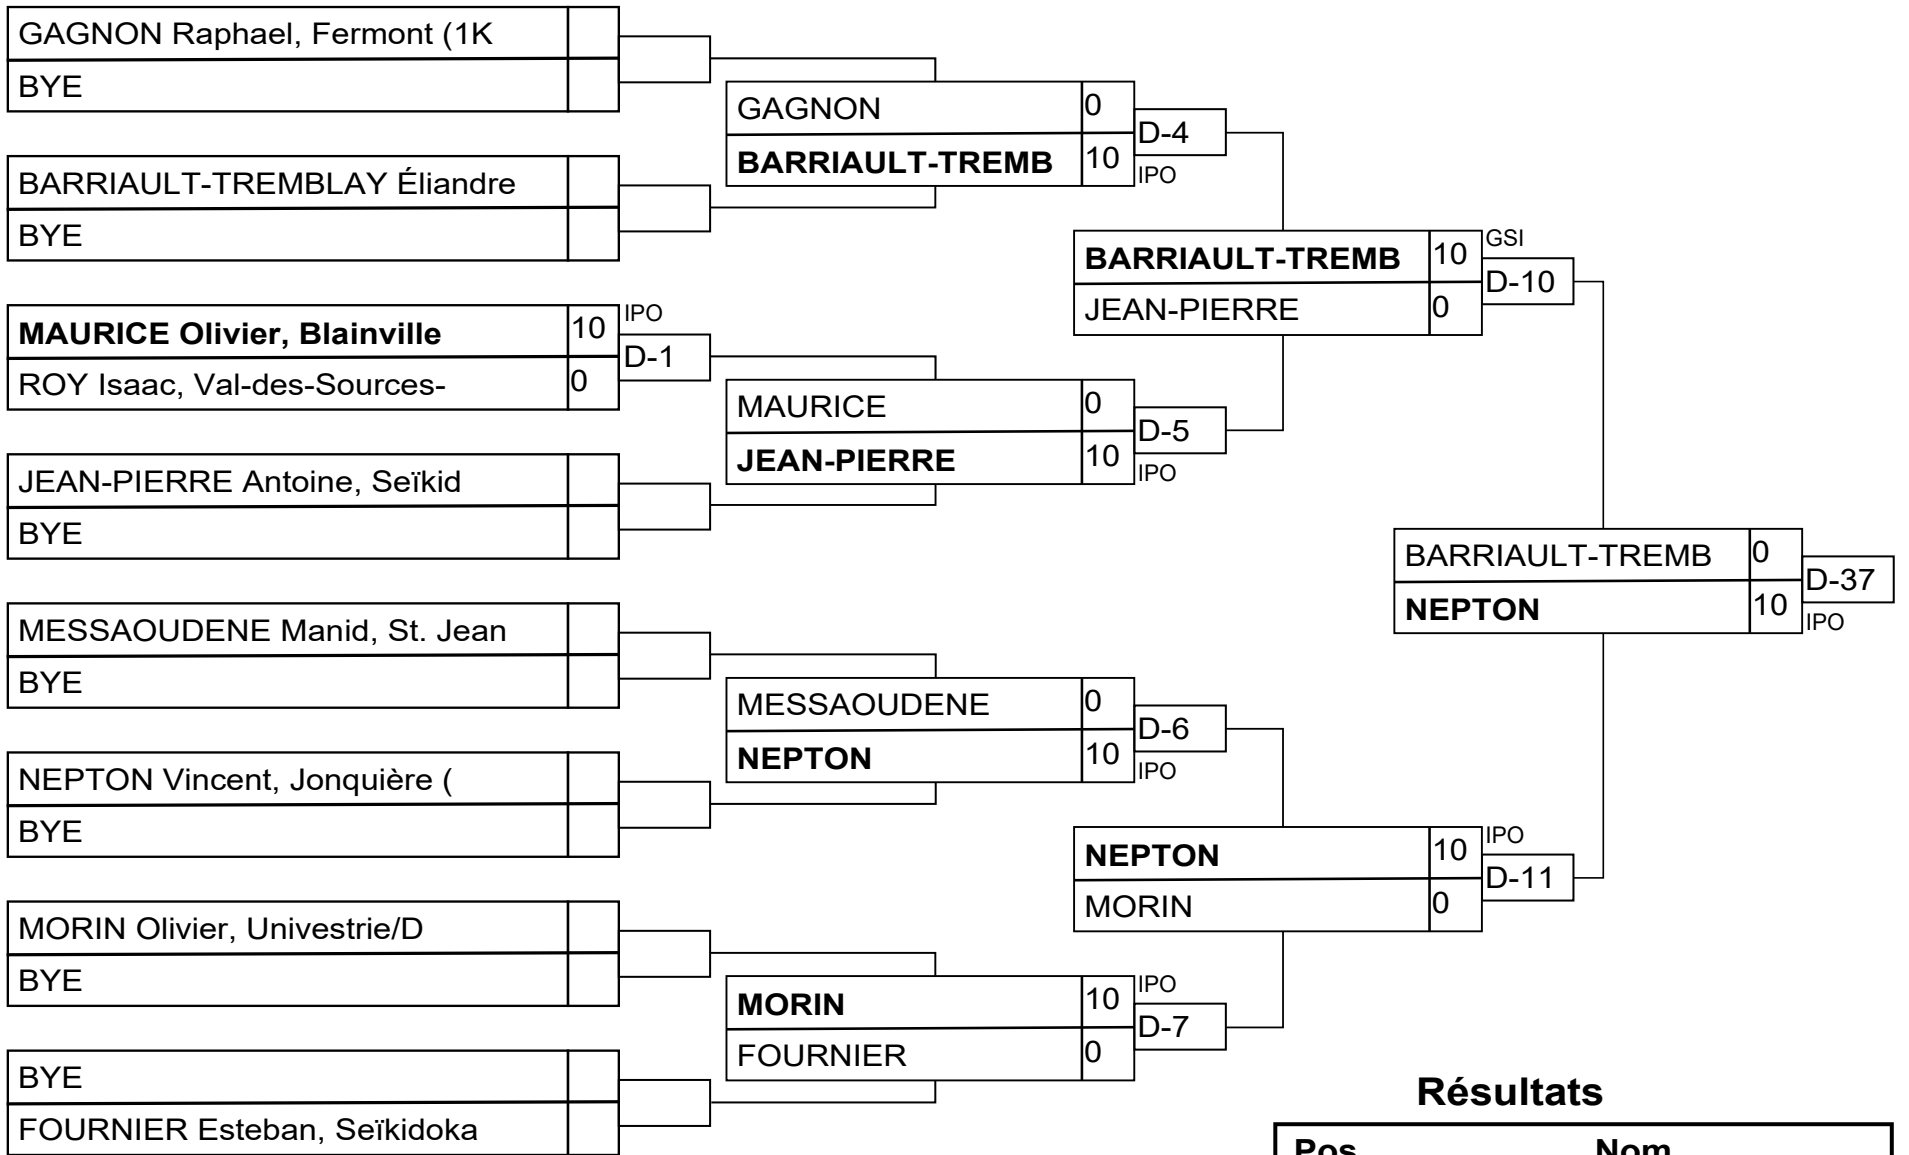 GAGNON Raphael, Fermont (1K
BYE
BARRIAULT-TREMBLAY Éliandre
BYE
MAURICE Olivier, Blainville 10 IPO
D-1
ROY Isaac, Val-des-Sources- 0
JEAN-PIERRE Antoine, Seïkid
BYE
MESSAOUDENE Manid, St. Jean
BYE
NEPTON Vincent, Jonquière (
BYE
MORIN Olivier, Univestrie/D
BYE
BYE
FOURNIER Esteban, Seïkidoka
GAGNON 0
D-4
BARRIAULT-TREMB 10 IPO
MAURICE 0
D-5
JEAN-PIERRE 10 IPO
MESSAOUDENE 0
D-6
NEPTON 10 IPO
MORIN 10 IPO
D-7
FOURNIER 0
BARRIAULT-TREMB 10 GSI
D-10
JEAN-PIERRE 0
NEPTON 10 IPO
D-11
MORIN 0
BARRIAULT-TREMB 0
D-37
NEPTON 10 IPO
Résultats
Pos Nom